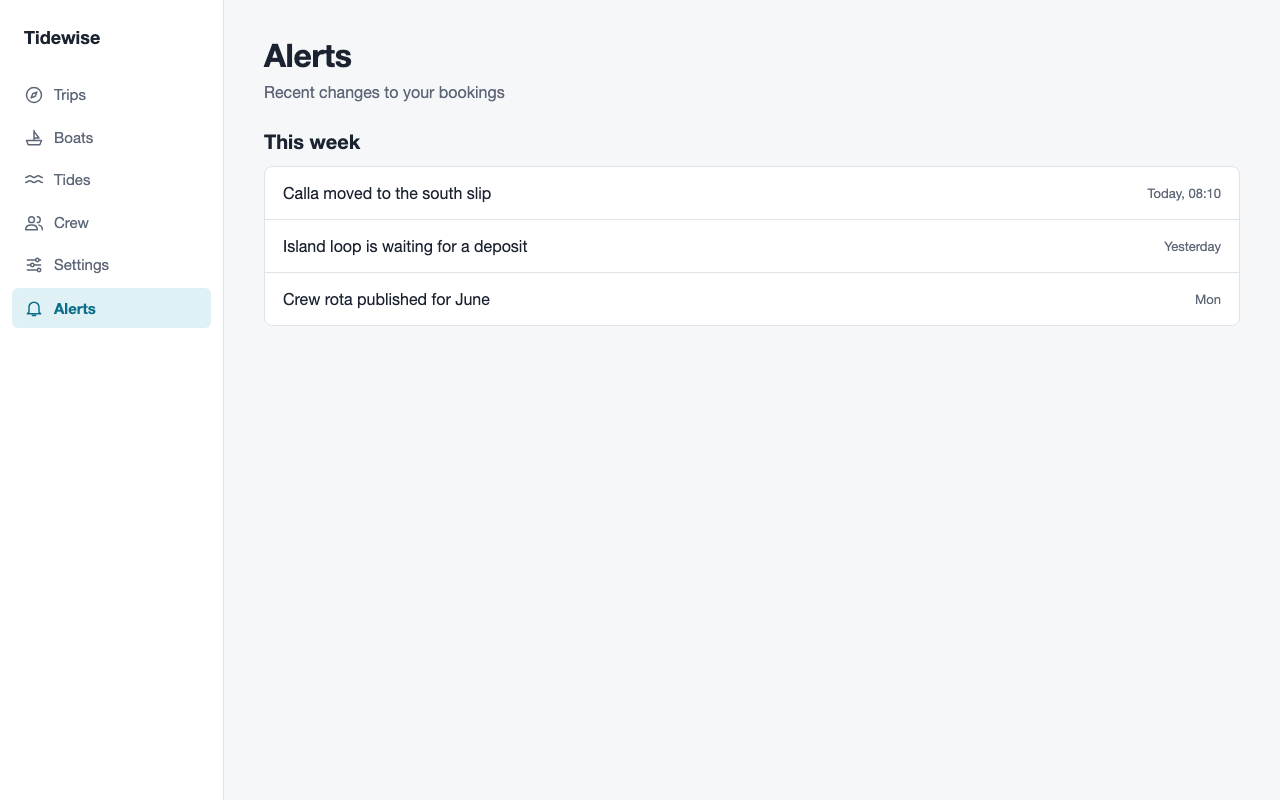 Tidewise
Trips
Boats
Tides
Crew
Settings
Alerts
Alerts
Recent changes to your bookings
This week
Calla moved to the south slip Today, 08:10
Island loop is waiting for a deposit Yesterday
Crew rota published for June Mon